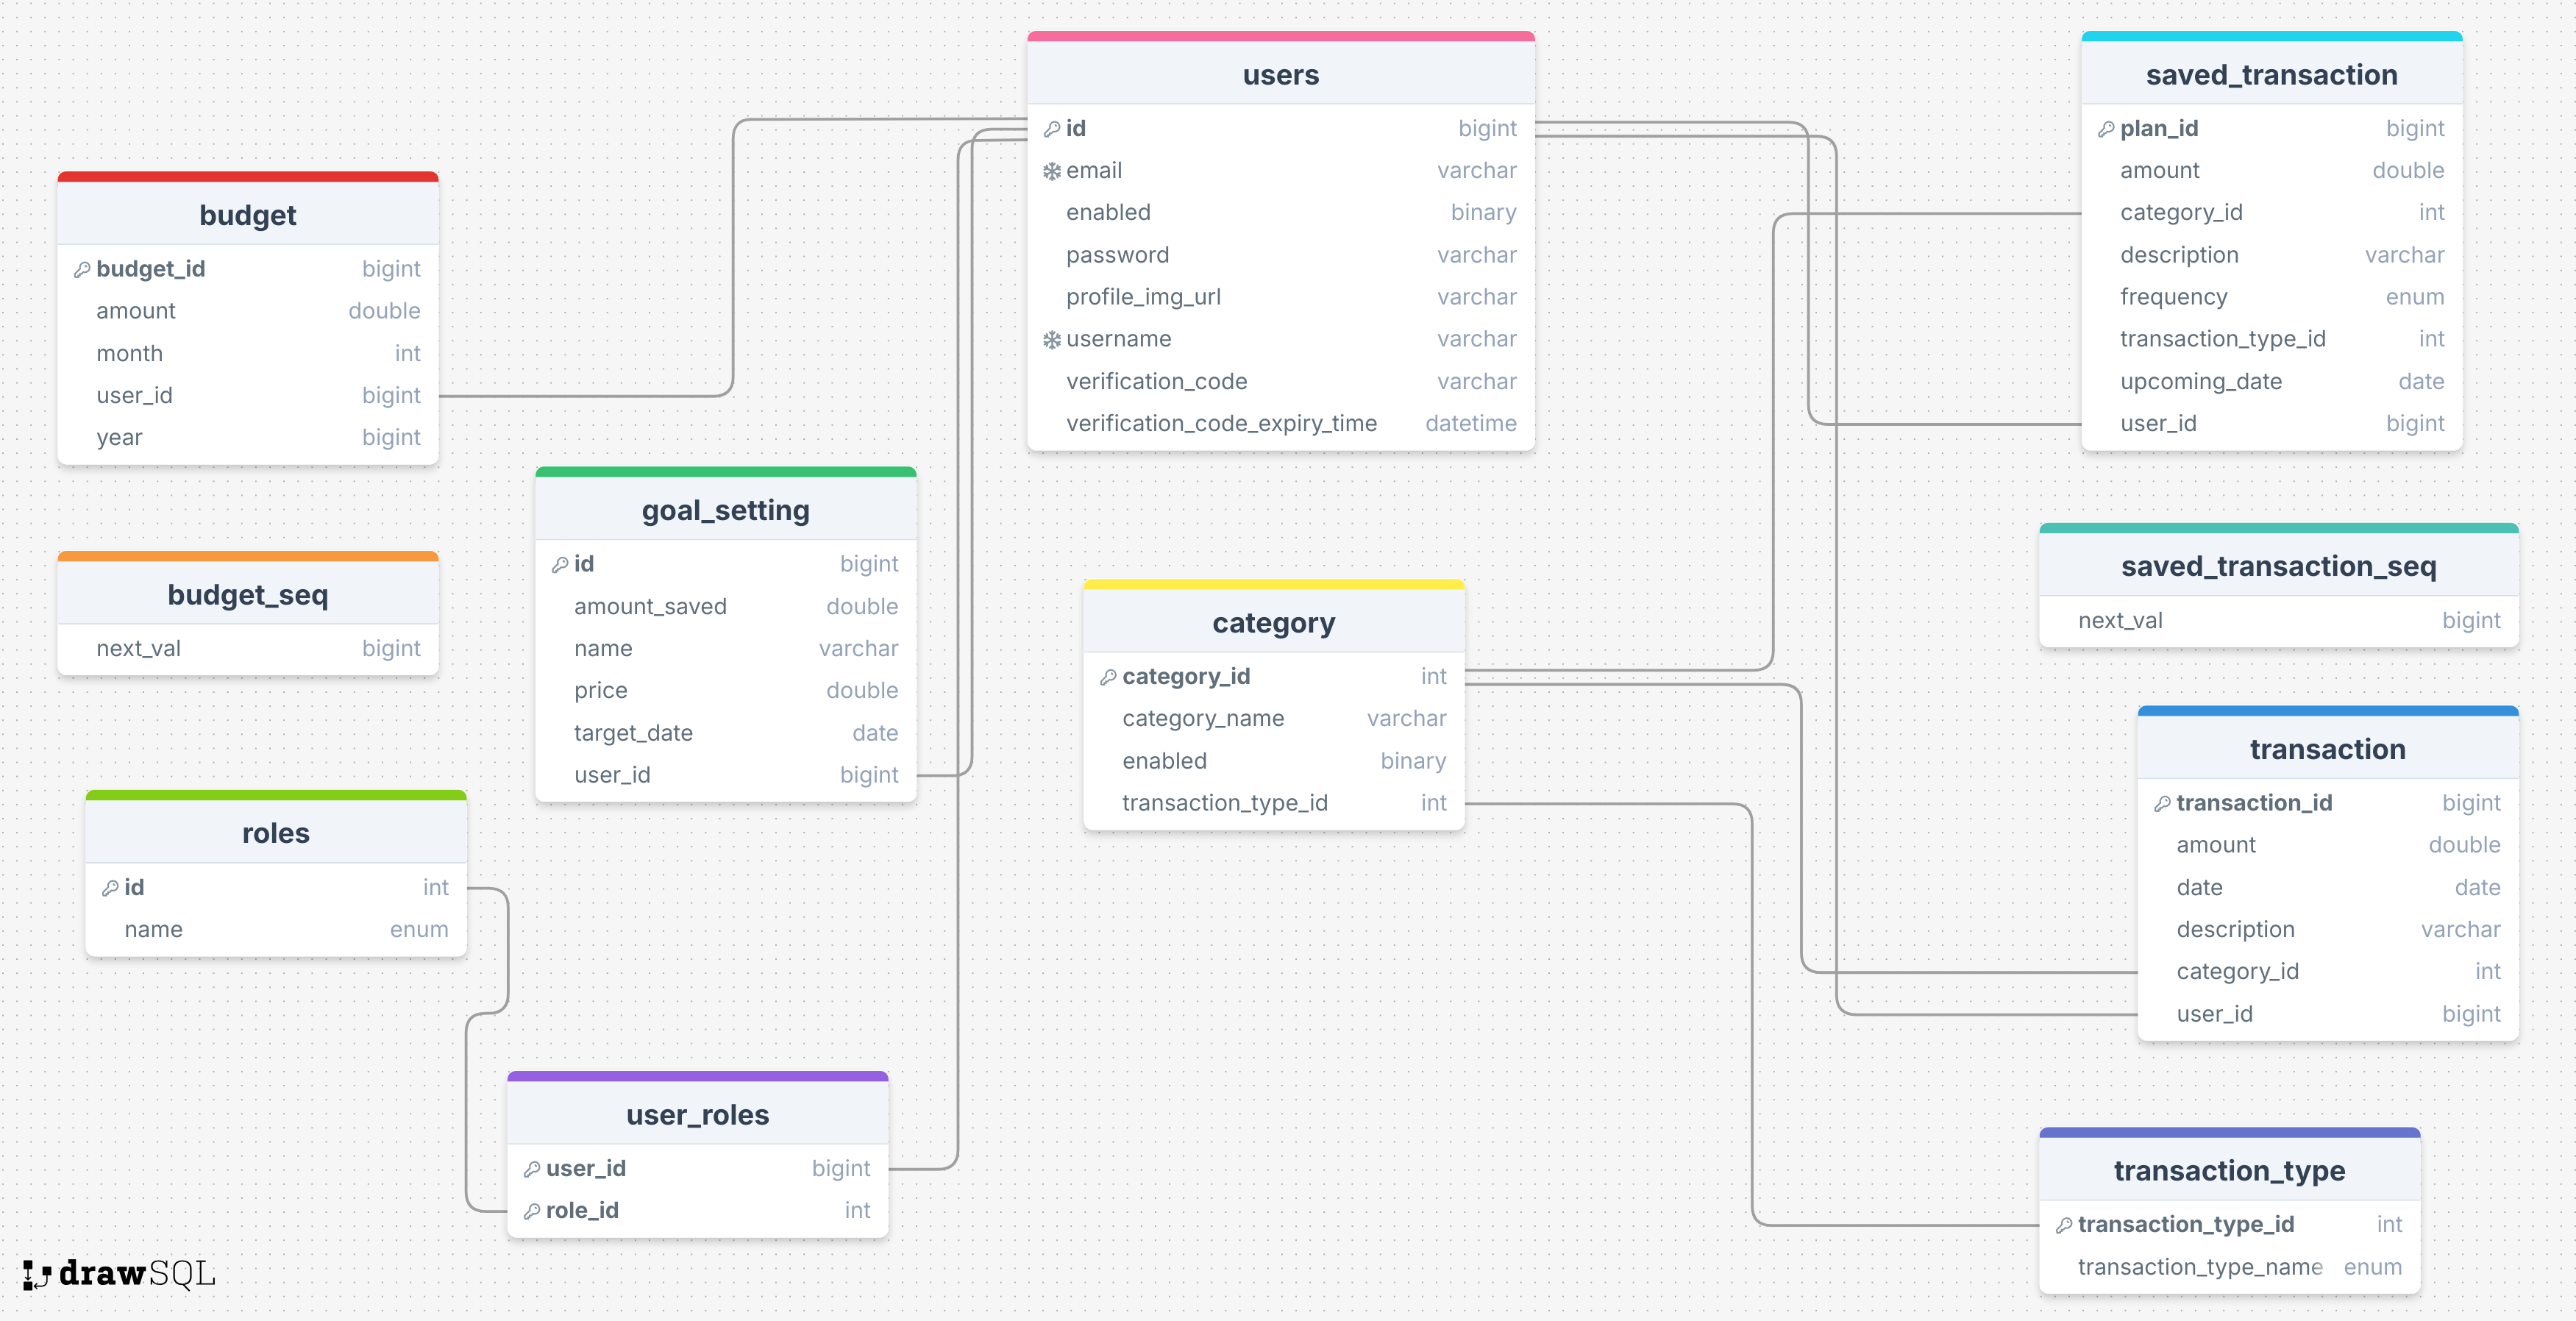 users
id bigint
email varchar
enabled binary
password varchar
profile_img_url varchar
username varchar
verification_code varchar
verification_code_expiry_time datetime
saved_transaction
plan_id bigint
amount double
category_id int
description varchar
frequency enum
transaction_type_id int
upcoming_date date
user_id bigint
budget
budget_id bigint
amount double
month int
user_id bigint
year bigint
goal_setting
id bigint
amount_saved double
name varchar
price double
target_date date
user_id bigint
budget_seq
next_val bigint
category
category_id int
category_name varchar
enabled binary
transaction_type_id int
saved_transaction_seq
next_val bigint
transaction
transaction_id bigint
amount double
date date
description varchar
category_id int
user_id bigint
roles
id int
name enum
user_roles
user_id bigint
role_id int
transaction_type
transaction_type_id int
transaction_type_name enum
drawSQL